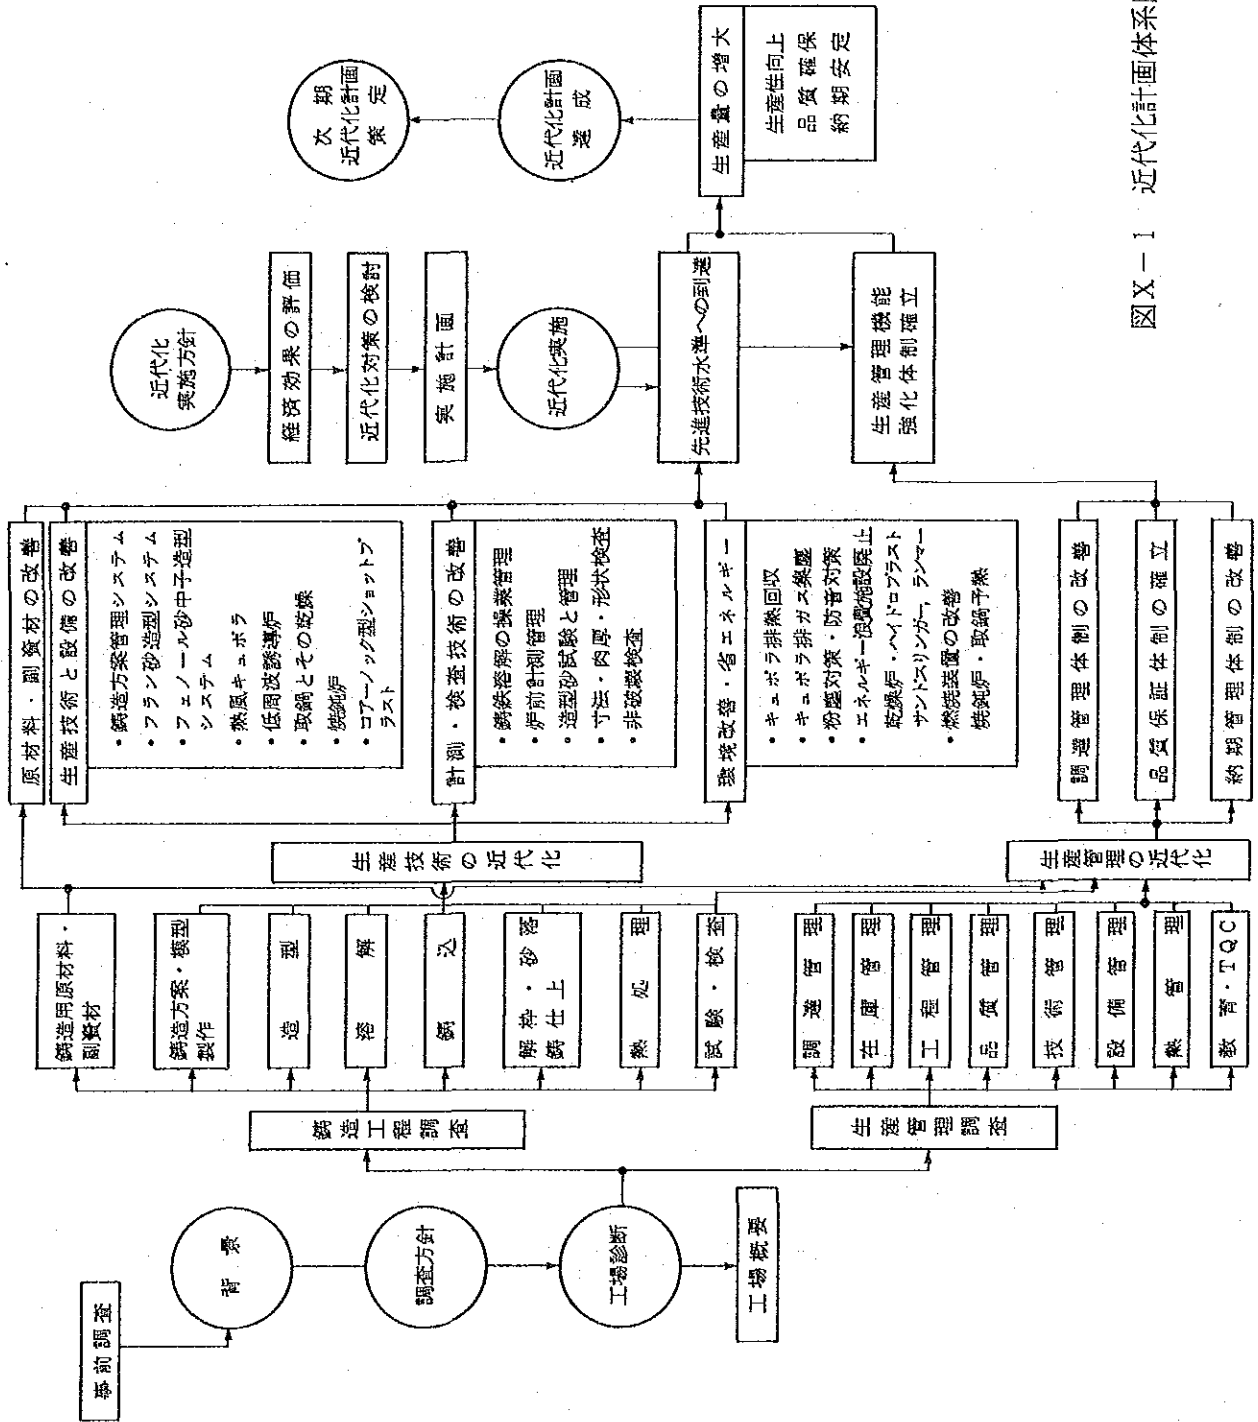 事前調査
背景
調査方針
工場診断
工場概要
鋳造工程調査
生産管理調査
鋳造用原材料・
副資材
鋳造方案・模型
製作
造型
溶解
鋳込
解枠・砂落
鋳仕上
熱処理
試験・検査
調達管理
在庫管理
工程管理
品質管理
技術管理
設備管理
熱管理
教育・TQC
生産技術の近代化
生産管理の近代化
原材料・副資材の改善
生産技術と設備の改善
・鋳造方案管理システム
・フラン砂造型システム
・フェノール砂中子造型
システム
・熱風キュポラ
・低周波誘導炉
・取鍋とその乾燥
・焼鈍炉
・コアーノック型ショットブ
ラスト
計測・検査技術の改善
・鋳鉄溶解の操業管理
・炉前計測管理
・造型砂試験と管理
・寸法・肉厚・形状検査
・非破壊検査
環境改善・省エネルギー
・キュポラ排熱回収
・キュポラ排ガス集塵
・粉塵対策・防音対策
・エネルギー浪費施設廃止
乾燥炉・ハイドロブラスト
サンドスリンガー,ランマー
・燃焼装置の改善
焼鈍炉・取鍋予熱
調達管理体制の改善
品質保証体制の確立
納期管理体制の改善
近代化
実施方針
経済効果の評価
近代化対策の検討
実施計画
近代化実施
先進技術水準への到達
生産管理機能
強化体制確立
次期
近代化計画
策定
近代化計画
達成
生産量の増大
生産性向上
品質確保
納期安定
図X－1 近代化計画体系